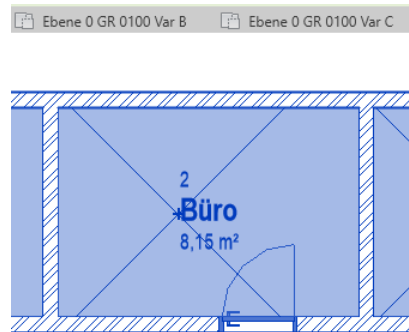 Ebene 0 GR 0100 Var B
Ebene 0 GR 0100 Var C
2
Büro
8,15 m²
E